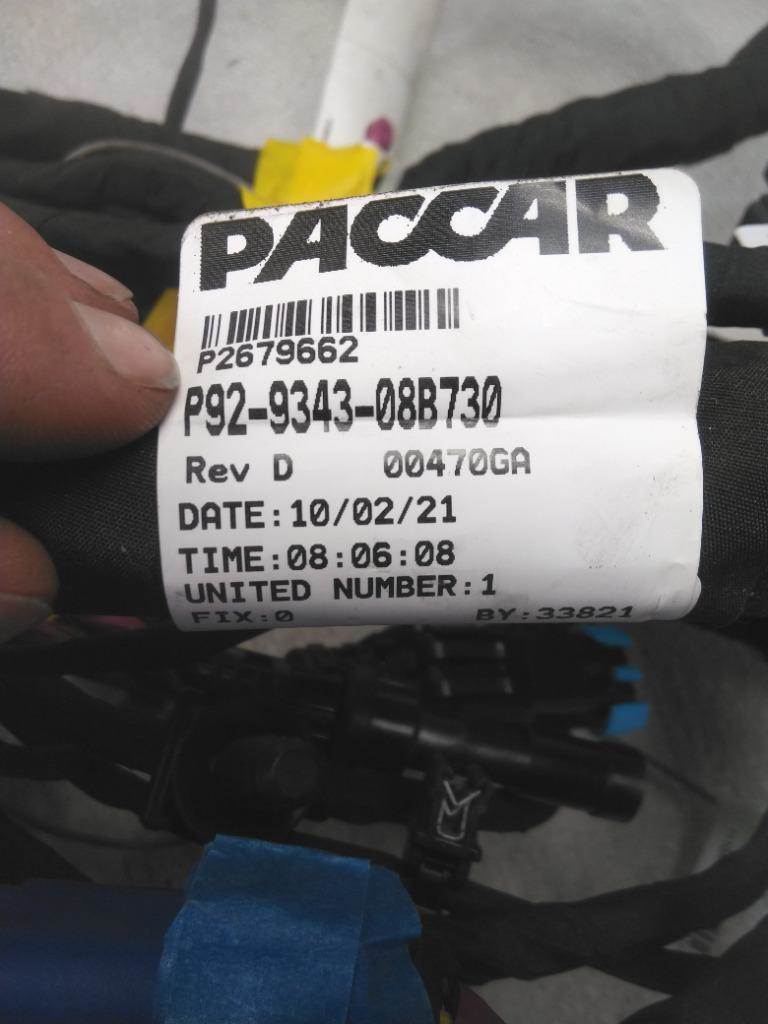 PACCAR
P2679662
P92-9343-08B730
Rev D 00470GA
DATE:10/02/21
TIME:08:06:08
UNITED NUMBER:1
FIX:0 BY:33821